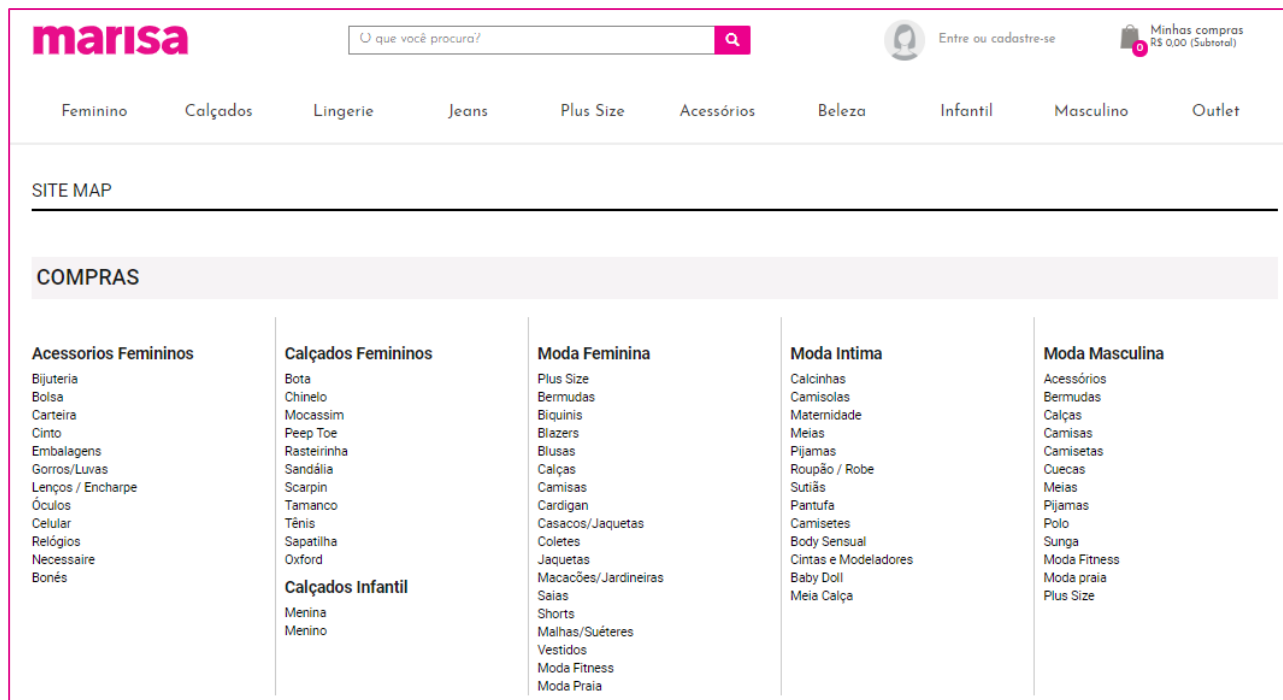 marisa
O que você procura?
Entre ou cadastre-se
Minhas compras
0 R$ 0,00 (Subtotal)
Feminino Calçados Lingerie Jeans Plus Size Acessórios Beleza Infantil Masculino Outlet
SITE MAP
COMPRAS
Acessorios Femininos
Bijuteria
Bolsa
Carteira
Cinto
Embalagens
Gorros/Luvas
Lenços / Encharpe
Óculos
Celular
Relógios
Necessaire
Bonés
Calçados Femininos
Bota
Chinelo
Mocassim
Peep Toe
Rasteirinha
Sandália
Scarpin
Tamanco
Tênis
Sapatilha
Oxford
Calçados Infantil
Menina
Menino
Moda Feminina
Plus Size
Bermudas
Biquinis
Blazers
Blusas
Calças
Camisas
Cardigan
Casacos/Jaquetas
Coletes
Jaquetas
Macacões/Jardineiras
Saias
Shorts
Malhas/Suéteres
Vestidos
Moda Fitness
Moda Praia
Moda Intima
Calcinhas
Camisolas
Maternidade
Meias
Pijamas
Roupão / Robe
Sutiãs
Pantufa
Camisetes
Body Sensual
Cintas e Modeladores
Baby Doll
Meia Calça
Moda Masculina
Acessórios
Bermudas
Calças
Camisas
Camisetas
Cuecas
Meias
Pijamas
Polo
Sunga
Moda Fitness
Moda praia
Plus Size